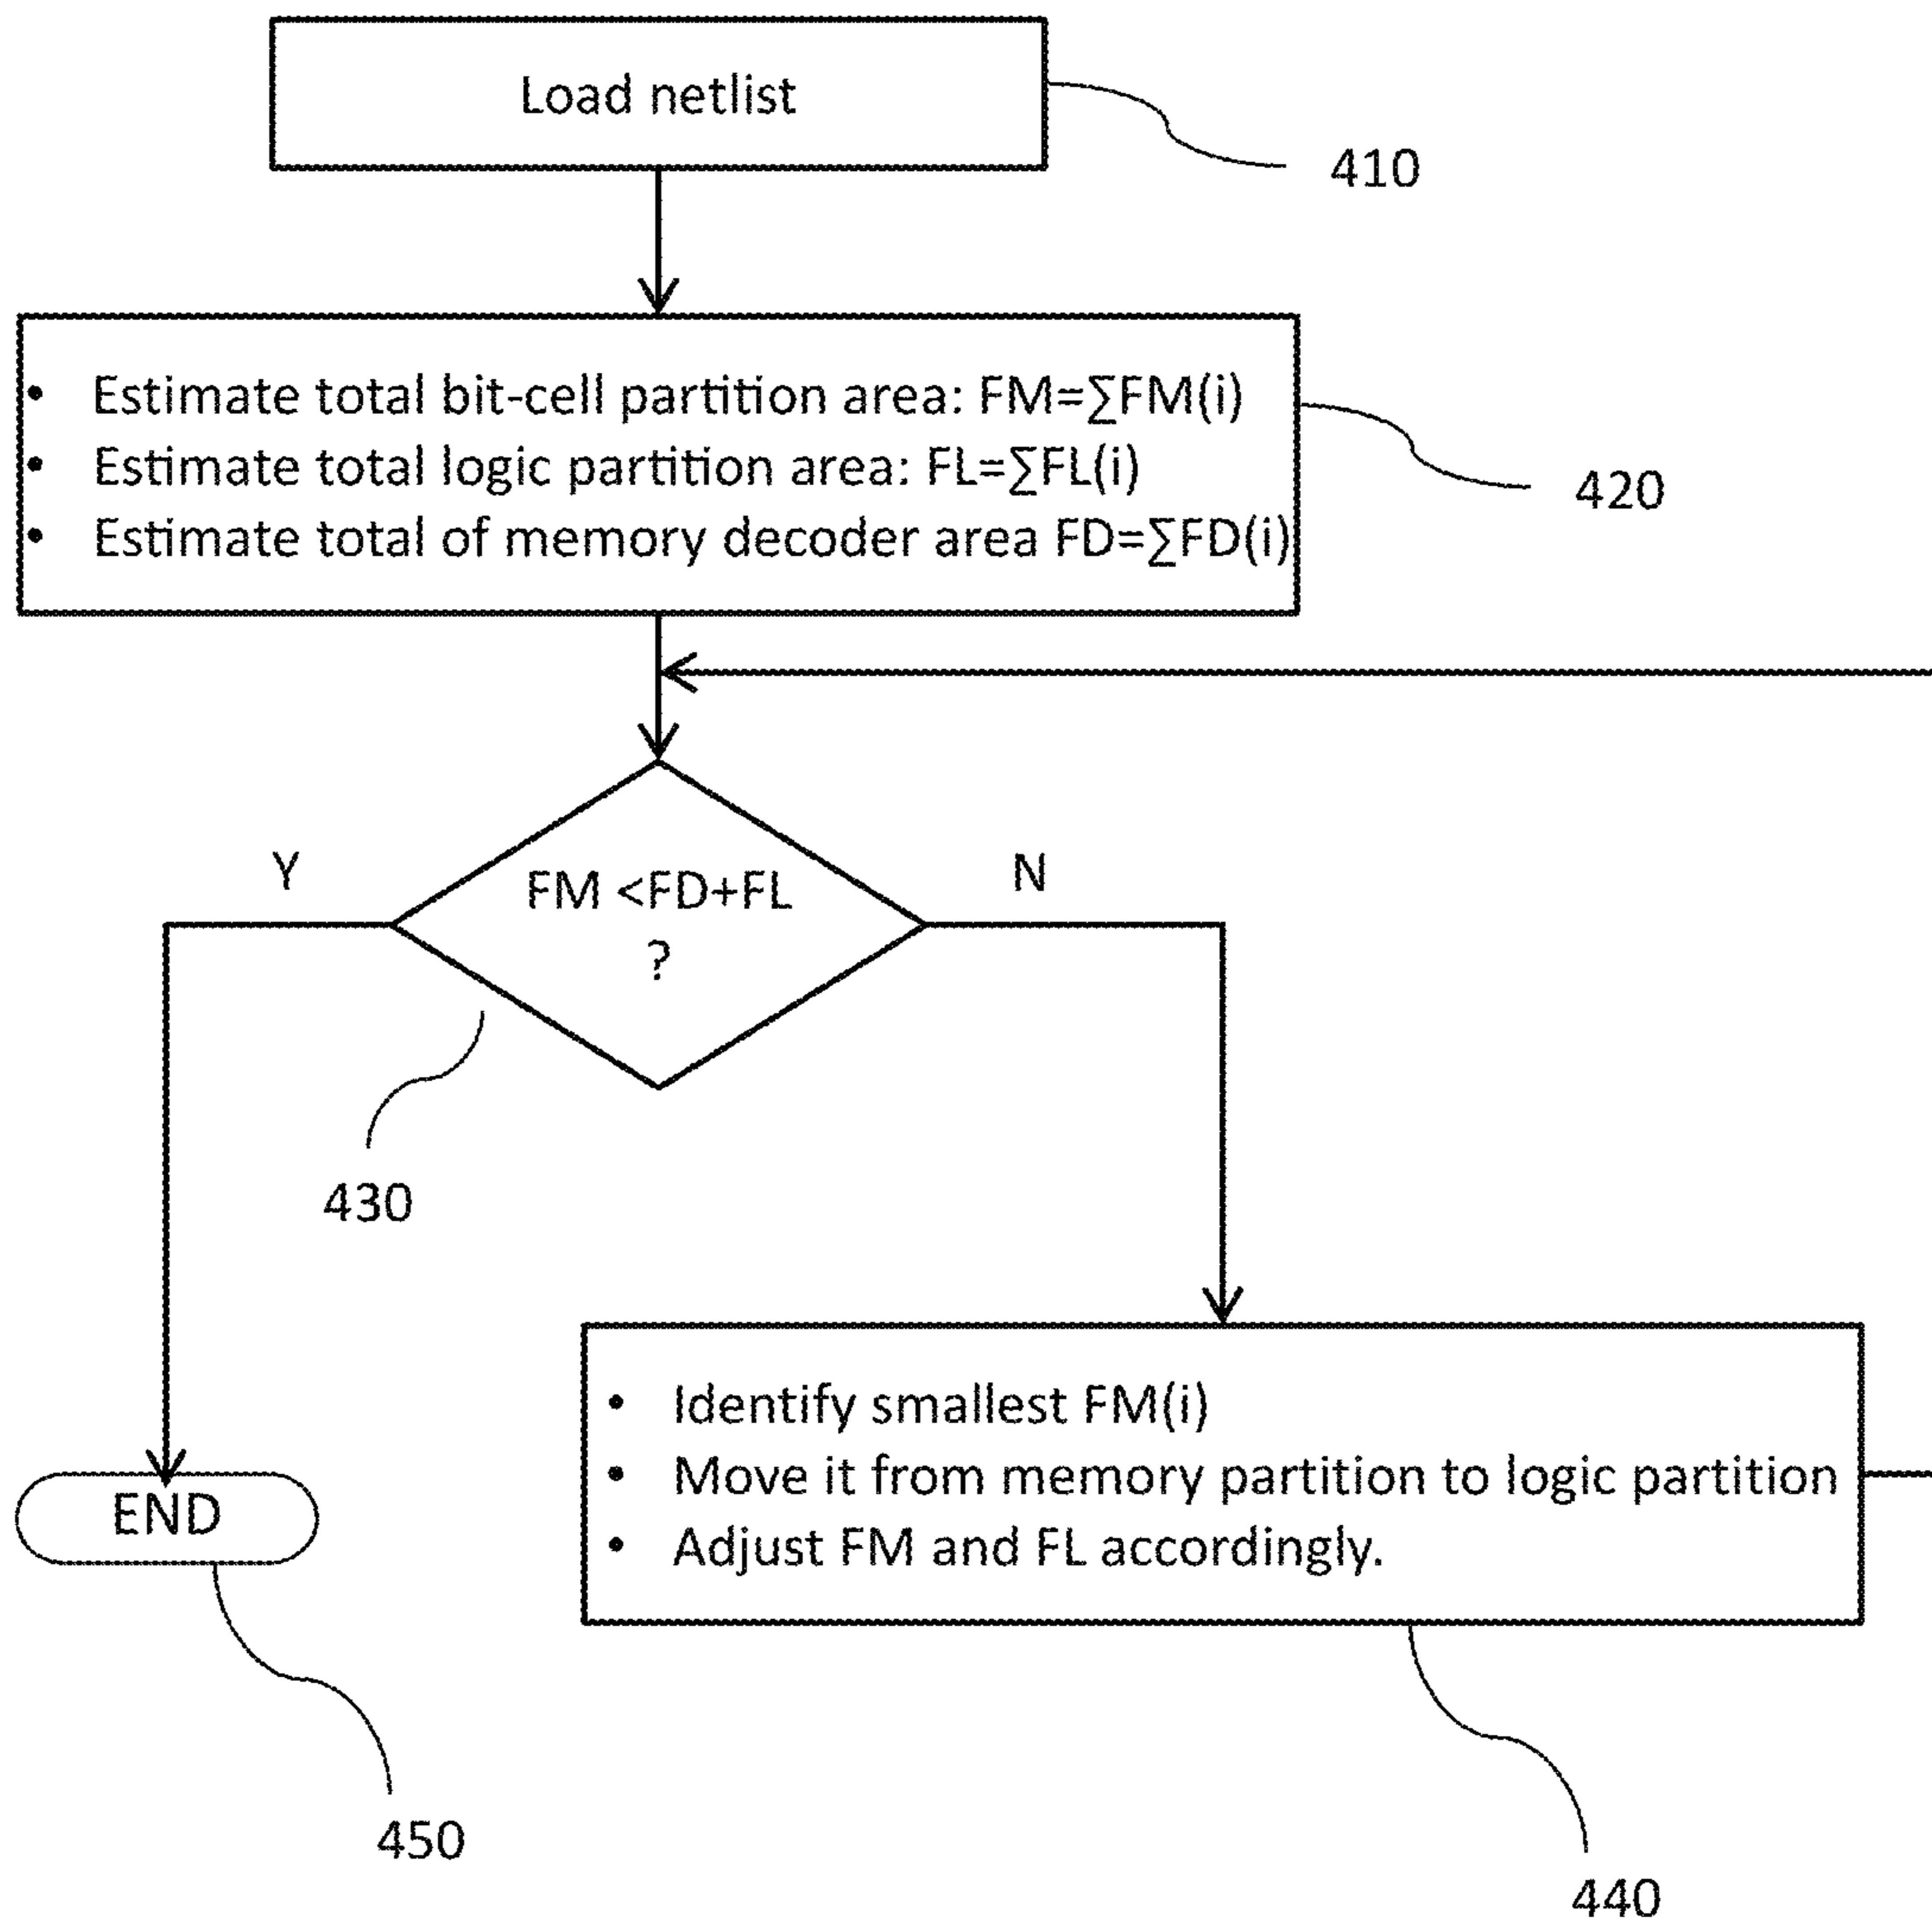 Load netlist
410
• Estimate total bit-cell partition area: FM=∑FM(i)
• Estimate total logic partition area: FL=∑FL(i)
• Estimate total of memory decoder area FD=∑FD(i)
420
Y
N
FM <FD+FL
?
430
• Identify smallest FM(i)
• Move it from memory partition to logic partition
• Adjust FM and FL accordingly.
END
450
440